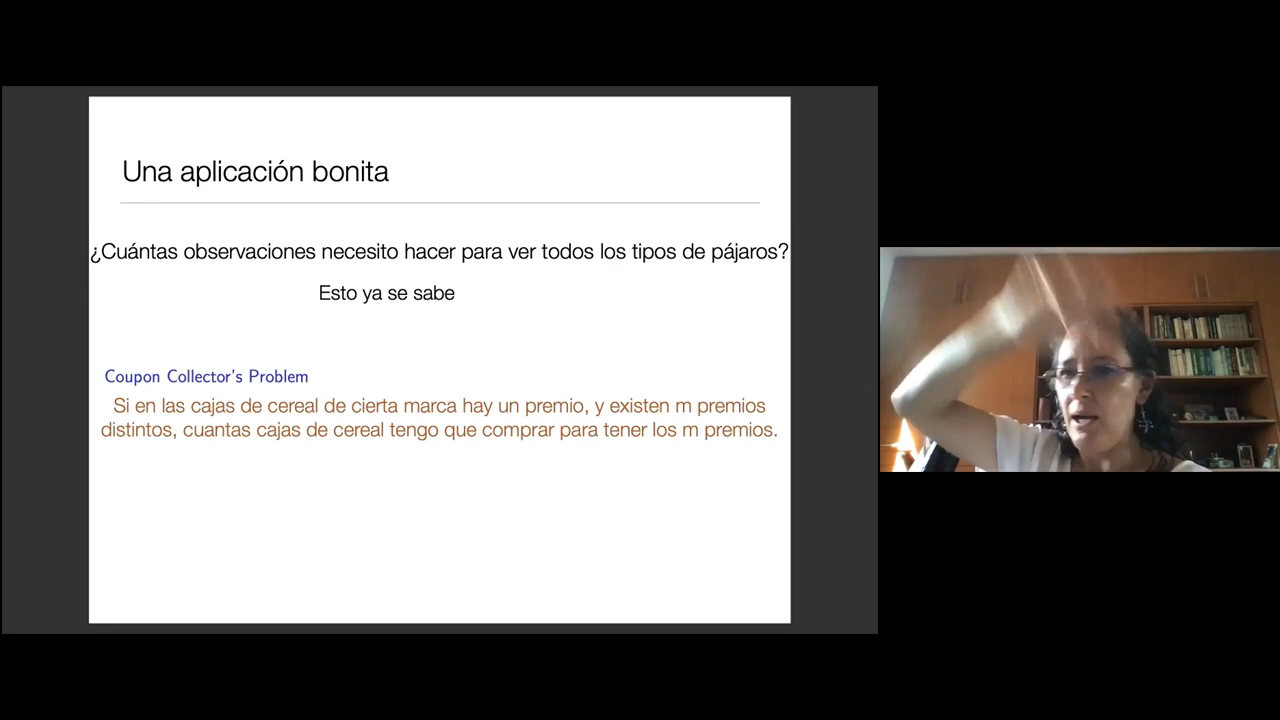 Una aplicación bonita
¿Cuántas observaciones necesito hacer para ver todos los tipos de pájaros?
Esto ya se sabe
Coupon Collector's Problem
Si en las cajas de cereal de cierta marca hay un premio, y existen m premios
distintos, cuantas cajas de cereal tengo que comprar para tener los m premios.